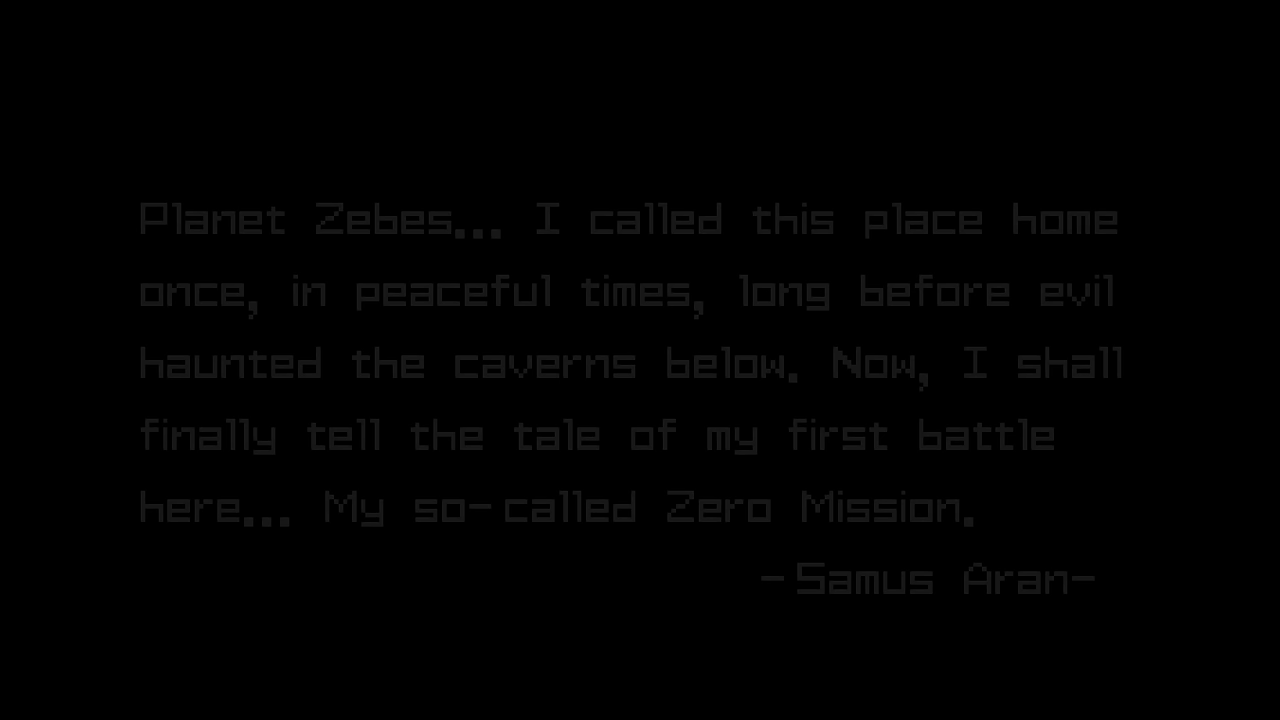 Planet Zebes... I called this place home
once, in peaceful times, long before evil
haunted the caverns below. Now, I shall
finally tell the tale of my first battle
here... My so-called Zero Mission.
-Samus Aran-